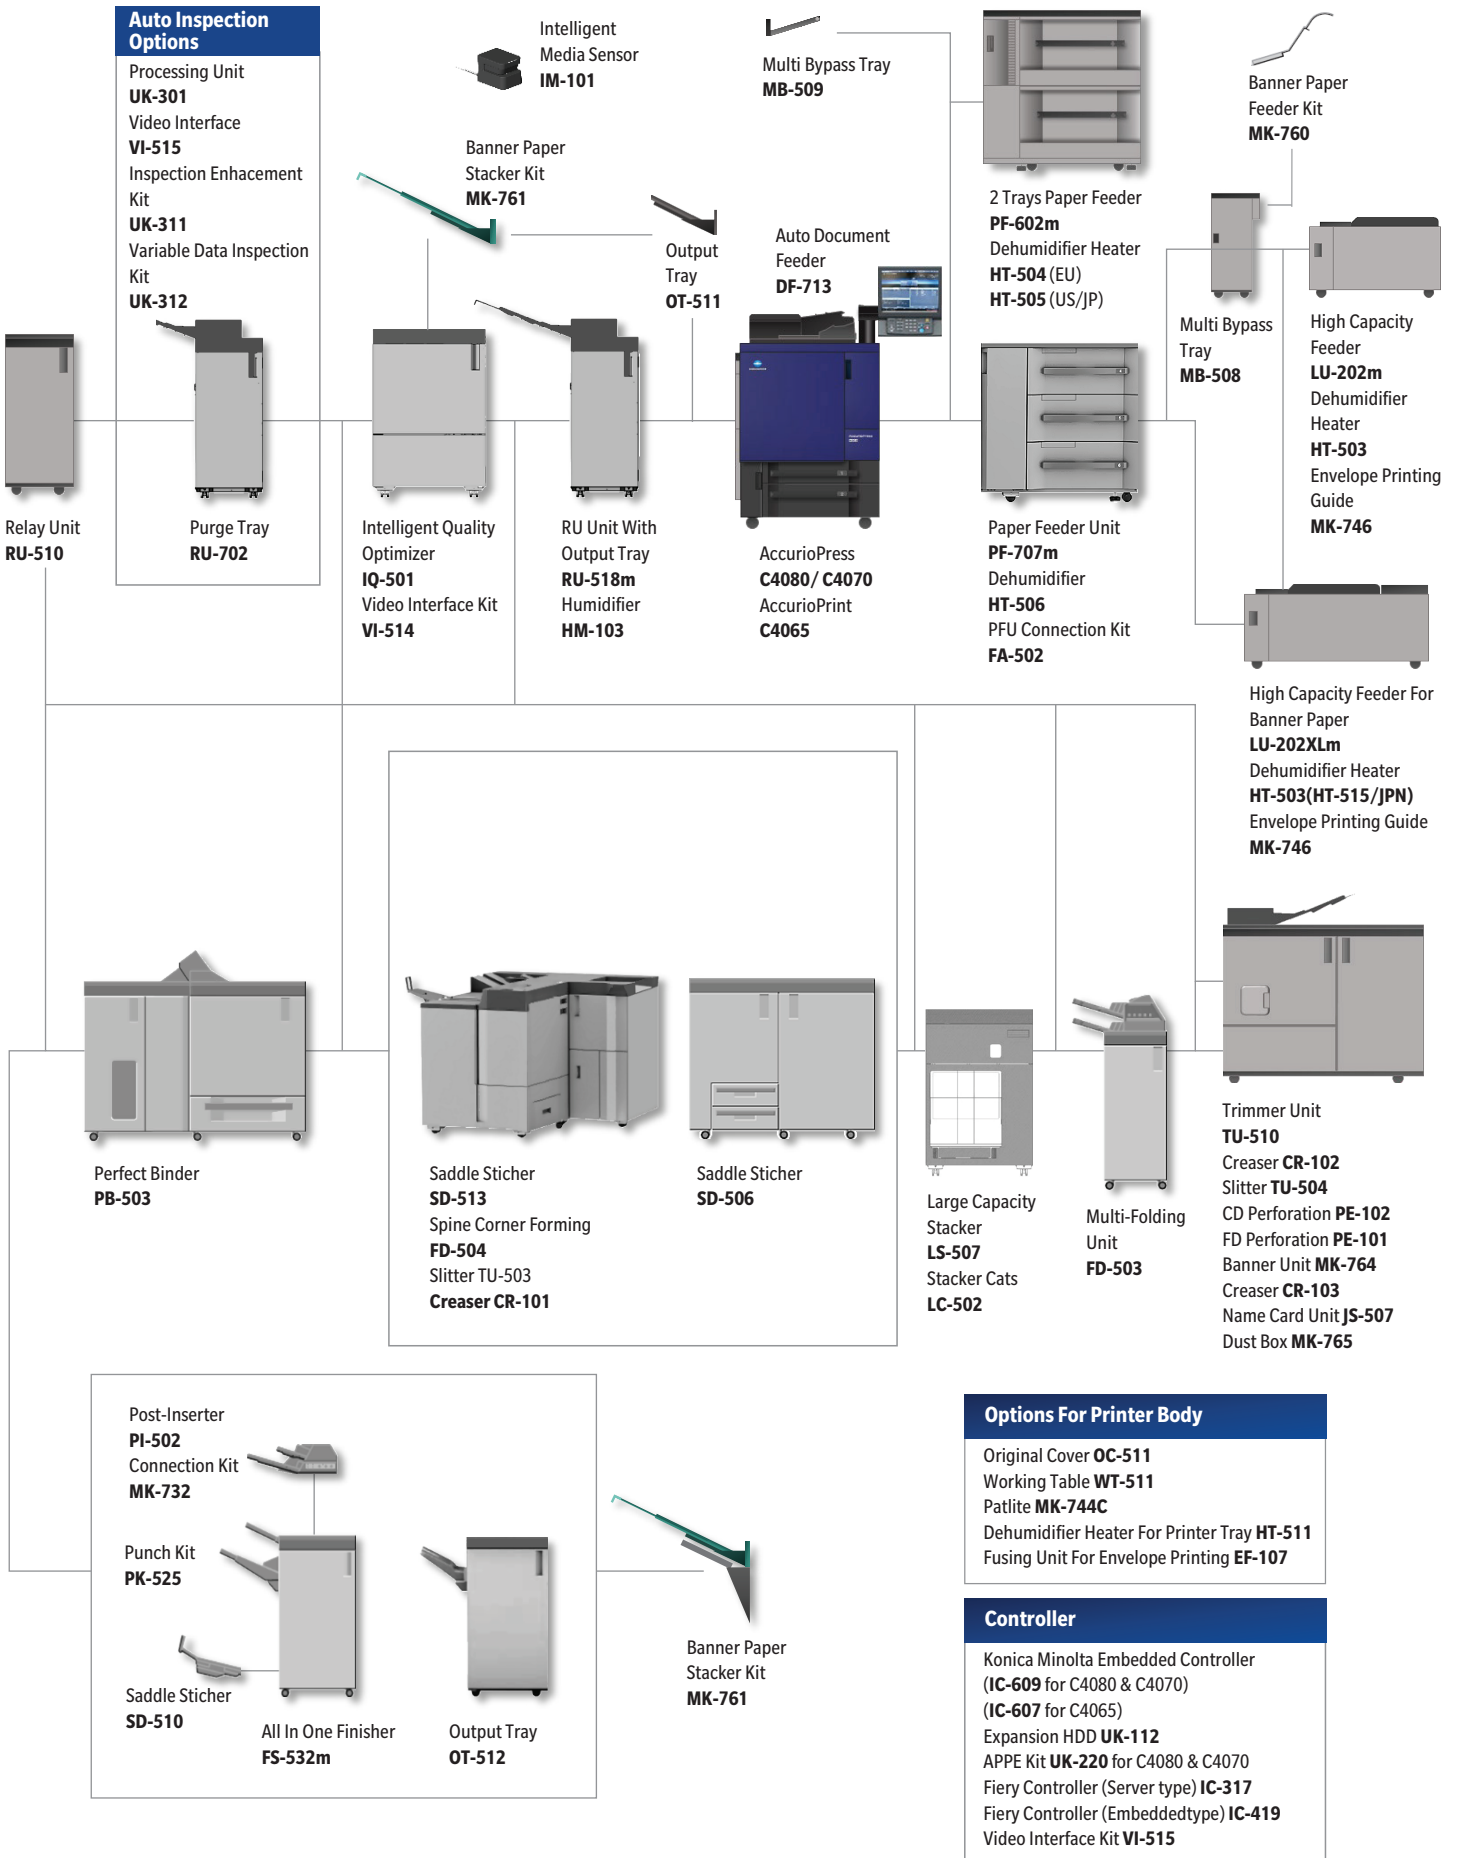 Auto Inspection
Options
Processing Unit
UK-301
Video Interface
VI-515
Inspection Enhacement
Kit
UK-311
Variable Data Inspection
Kit
UK-312
Intelligent
Media Sensor
IM-101
Banner Paper
Stacker Kit
MK-761
Output
Tray
OT-511
Multi Bypass Tray
MB-509
Auto Document
Feeder
DF-713
2 Trays Paper Feeder
PF-602m
Dehumidifier Heater
HT-504 (EU)
HT-505 (US/JP)
Banner Paper
Feeder Kit
MK-760
Multi Bypass
Tray
MB-508
High Capacity
Feeder
LU-202m
Dehumidifier
Heater
HT-503
Envelope Printing
Guide
MK-746
Relay Unit
RU-510
Purge Tray
RU-702
Intelligent Quality
Optimizer
IQ-501
Video Interface Kit
VI-514
RU Unit With
Output Tray
RU-518m
Humidifier
HM-103
AccurioPress
C4080/ C4070
AccurioPrint
C4065
Paper Feeder Unit
PF-707m
Dehumidifier
HT-506
PFU Connection Kit
FA-502
High Capacity Feeder For
Banner Paper
LU-202XLm
Dehumidifier Heater
HT-503(HT-515/JPN)
Envelope Printing Guide
MK-746
Perfect Binder
PB-503
Saddle Sticher
SD-513
Spine Corner Forming
FD-504
Slitter TU-503
Creaser CR-101
Saddle Sticher
SD-506
Large Capacity
Stacker
LS-507
Stacker Cats
LC-502
Multi-Folding
Unit
FD-503
Trimmer Unit
TU-510
Creaser CR-102
Slitter TU-504
CD Perforation PE-102
FD Perforation PE-101
Banner Unit MK-764
Creaser CR-103
Name Card Unit JS-507
Dust Box MK-765
Post-Inserter
PI-502
Connection Kit
MK-732
Punch Kit
PK-525
Saddle Sticher
SD-510
All In One Finisher
FS-532m
Output Tray
OT-512
Banner Paper
Stacker Kit
MK-761
Options For Printer Body
Original Cover OC-511
Working Table WT-511
Patlite MK-744C
Dehumidifier Heater For Printer Tray HT-511
Fusing Unit For Envelope Printing EF-107
Controller
Konica Minolta Embedded Controller
(IC-609 for C4080 & C4070)
(IC-607 for C4065)
Expansion HDD UK-112
APPE Kit UK-220 for C4080 & C4070
Fiery Controller (Server type) IC-317
Fiery Controller (Embeddedtype) IC-419
Video Interface Kit VI-515